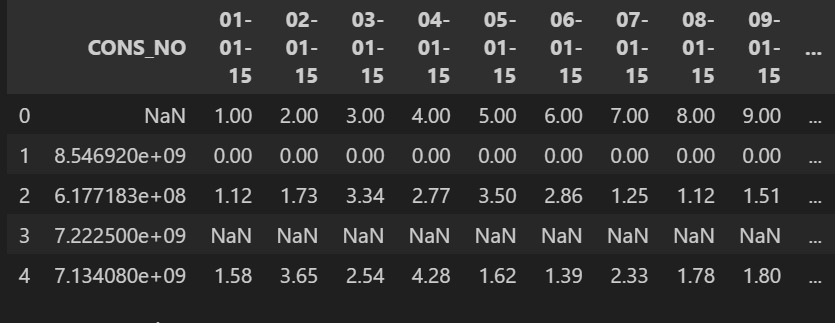 CONS_NO 01-01-15 02-01-15 03-01-15 04-01-15 05-01-15 06-01-15 07-01-15 08-01-15 09-01-15 ...
0 NaN 1.00 2.00 3.00 4.00 5.00 6.00 7.00 8.00 9.00 ...
1 8.546920e+09 0.00 0.00 0.00 0.00 0.00 0.00 0.00 0.00 0.00 ...
2 6.177183e+08 1.12 1.73 3.34 2.77 3.50 2.86 1.25 1.12 1.51 ...
3 7.222500e+09 NaN NaN NaN NaN NaN NaN NaN NaN NaN ...
4 7.134080e+09 1.58 3.65 2.54 4.28 1.62 1.39 2.33 1.78 1.80 ...